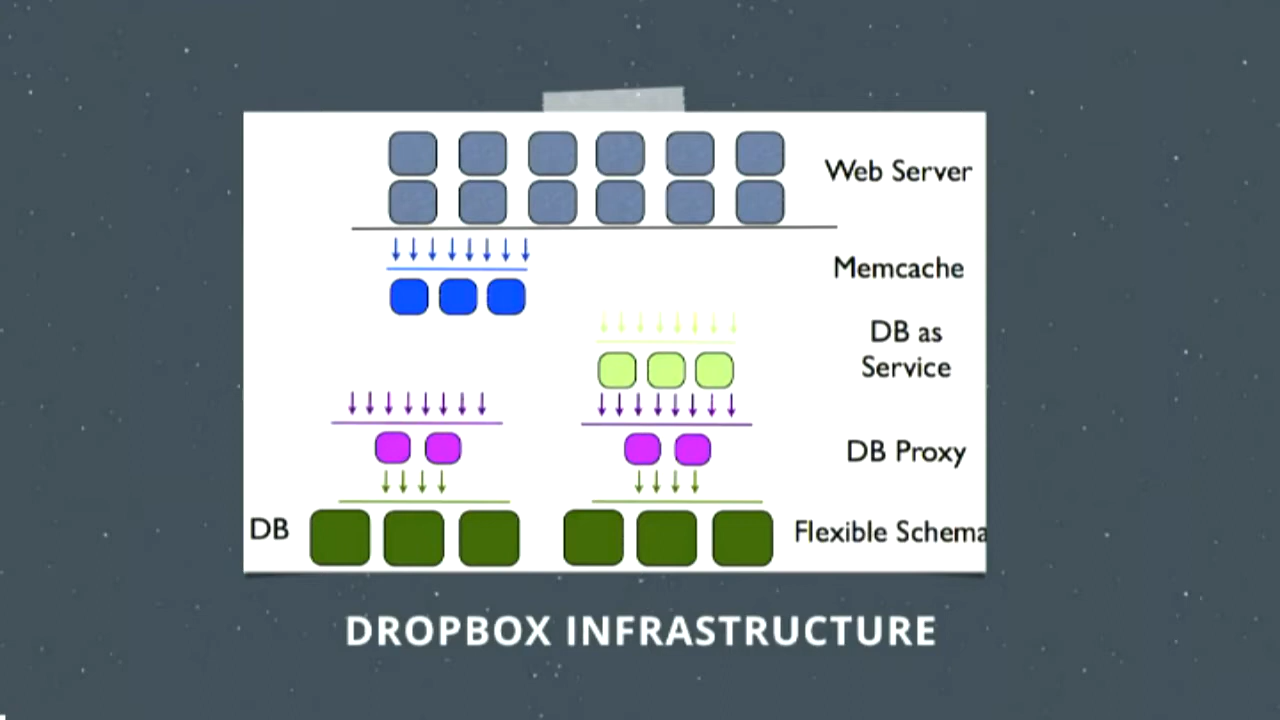 Web Server
Memcache
DB as
Service
DB Proxy
DB
Flexible Schema
DROPBOX INFRASTRUCTURE